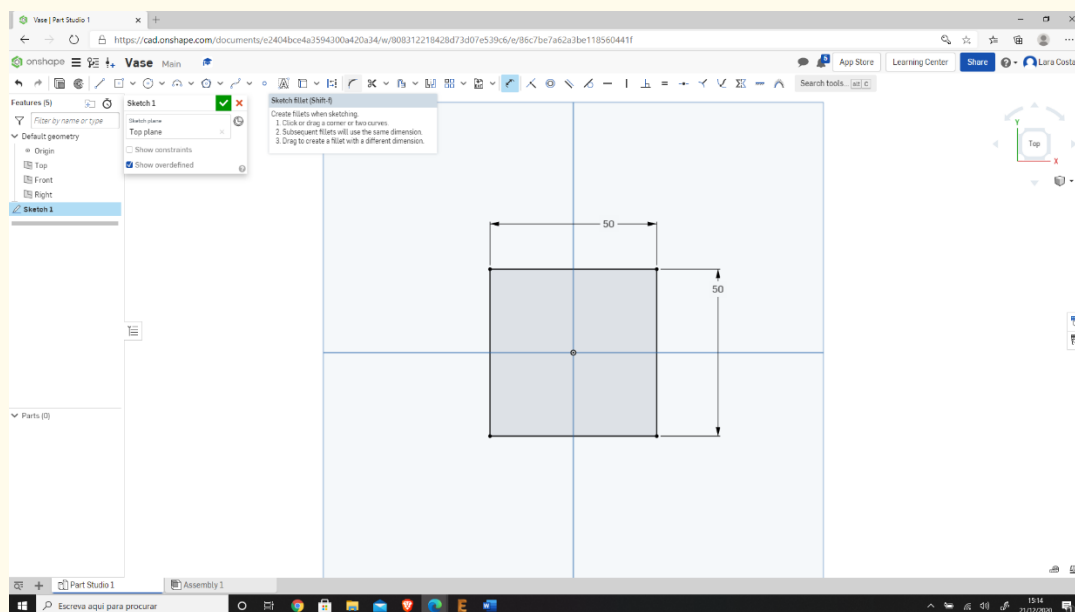 Vase | Part Studio 1
https://cad.onshape.com/documents/e2404bce4a3594300a420a34/w/808312218428d73d07e539c6/e/86c7be7a62a3be118560441f
onshape Vase Main
App Store
Learning Center
Share
Lara Costa
Search tools... alt C
Features (5)
Filter by name or type
Default geometry
Origin
Top
Front
Right
Sketch 1
Parts (0)
Sketch 1
Sketch plane
Top plane
Show constraints
Show overdefined
Sketch fillet (Shift-f)
Create fillets when sketching.
1. Click or drag a corner or two curves.
2. Subsequent fillets will use the same dimension.
3. Drag to create a fillet with a different dimension.
Y
Top
X
50
50
Part Studio 1
Assembly 1
Escreva aqui para procurar
15:14
21/12/2020